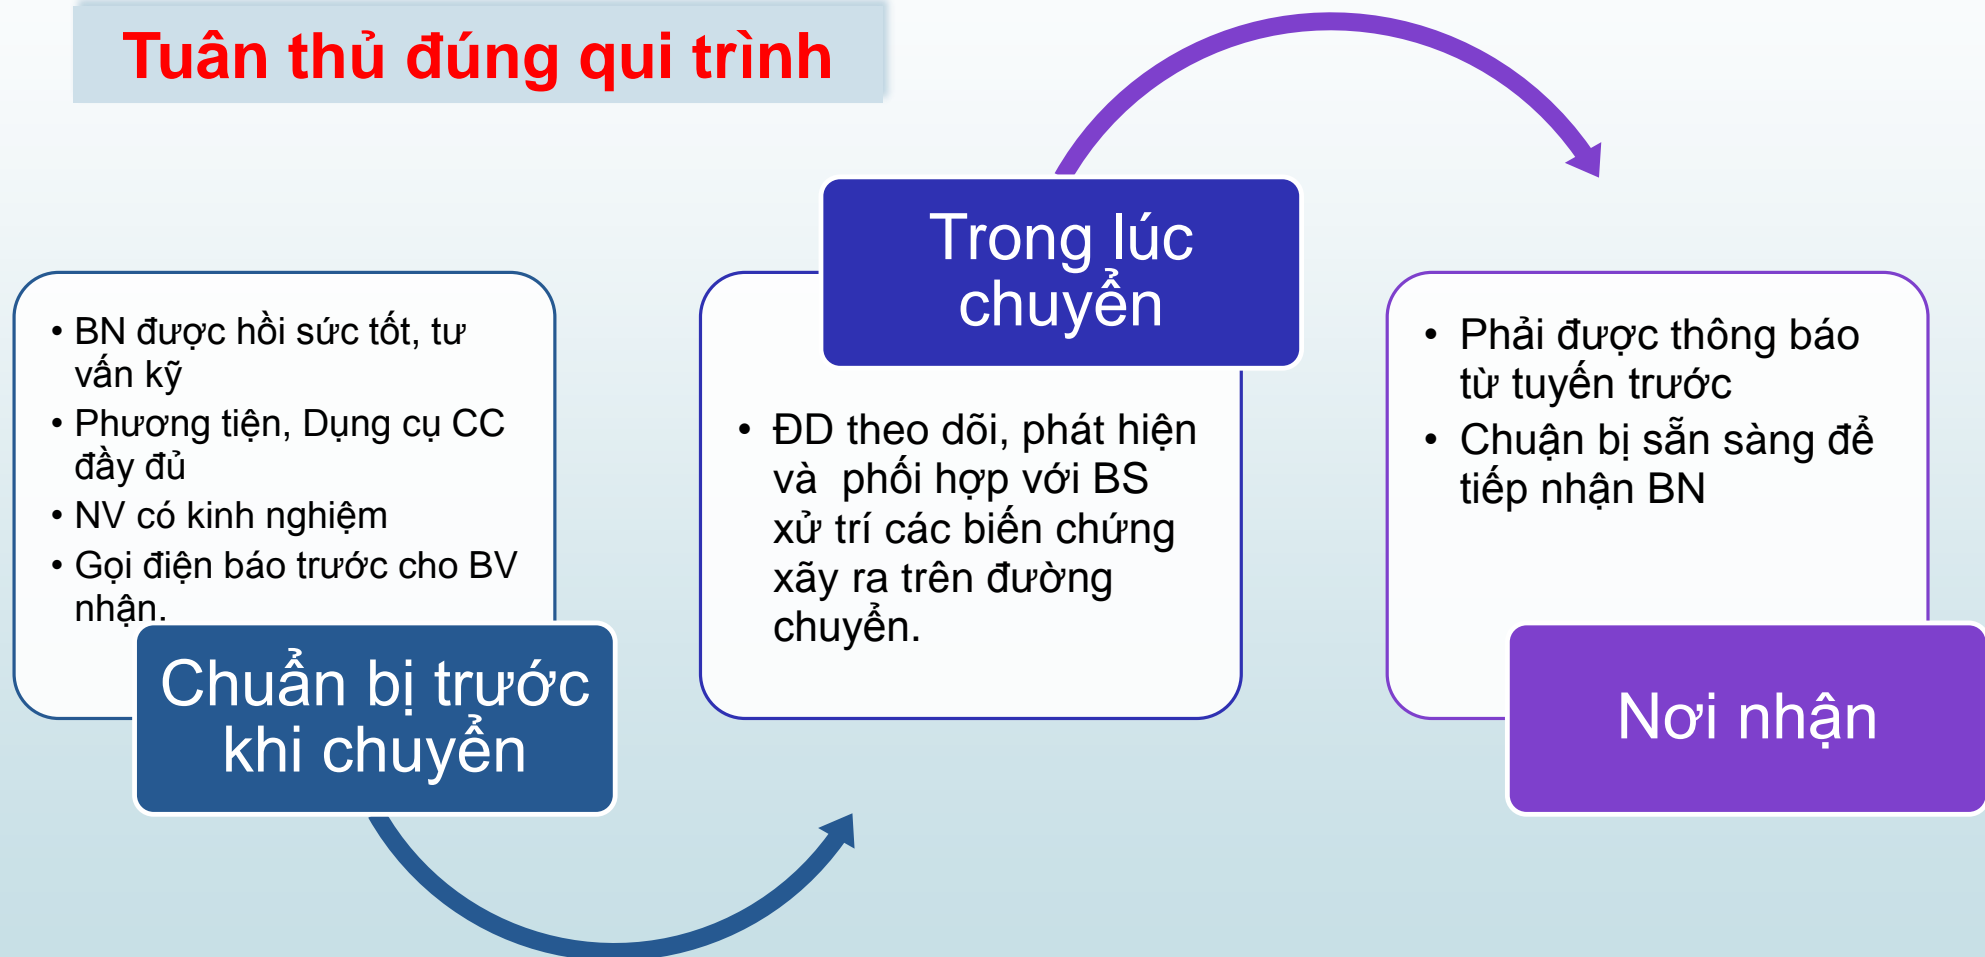 Tuân thủ đúng qui trình
• BN được hồi sức tốt, tư
vấn kỹ
• Phương tiện, Dụng cụ CC
đầy đủ
• NV có kinh nghiệm
• Gọi điện báo trước cho BV
nhận.
Chuẩn bị trước
khi chuyển
Trong lúc
chuyển
• ĐD theo dõi, phát hiện
và phối hợp với BS
xử trí các biến chứng
xãy ra trên đường
chuyển.
• Phải được thông báo
từ tuyến trước
• Chuận bị sẵn sàng để
tiếp nhận BN
Nơi nhận